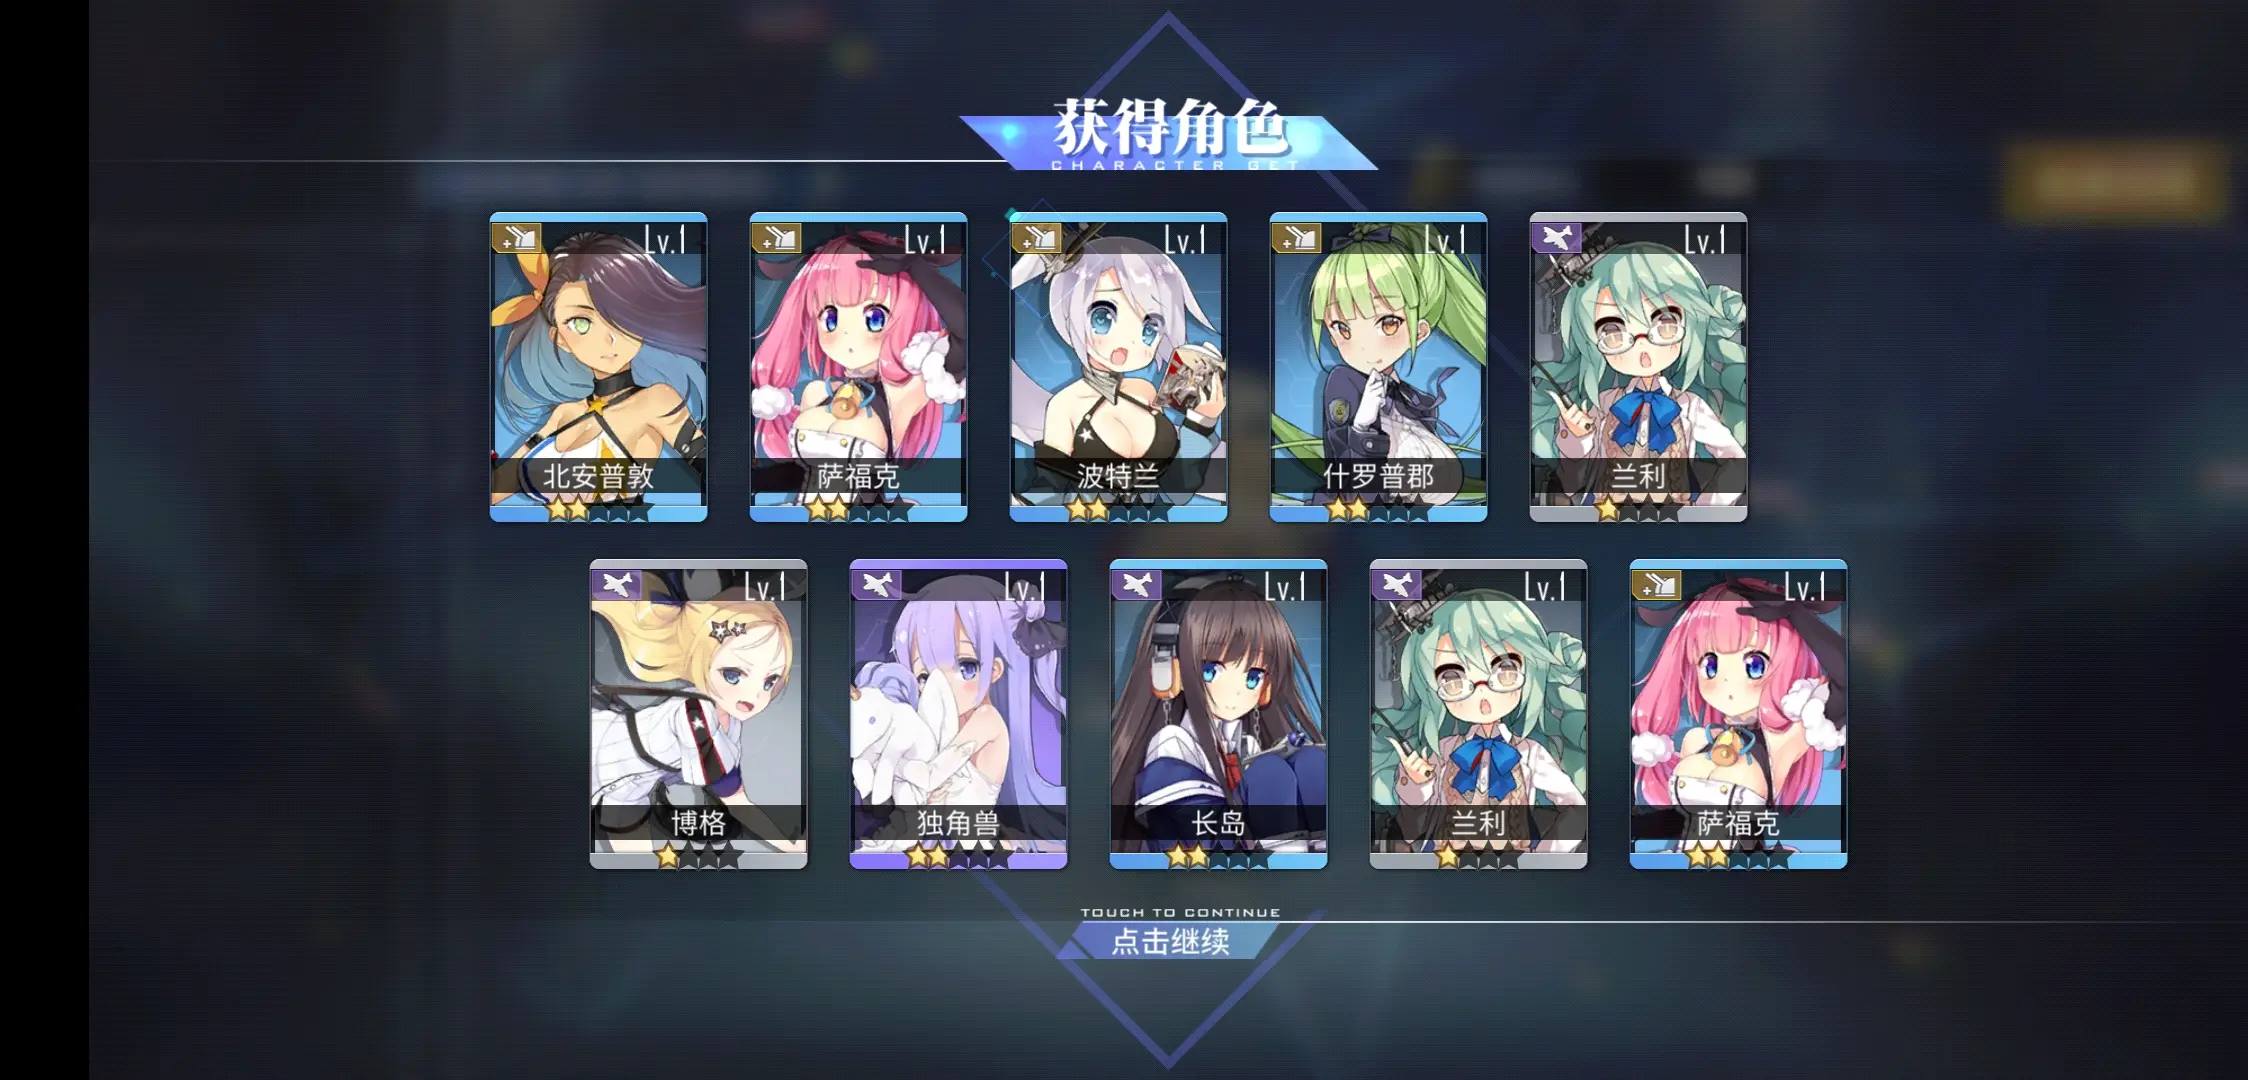 获得角色
CHARACTER GET
Lv.1
Lv.1
Lv.1
Lv.1
Lv.1
北安普敦
萨福克
波特兰
什罗普郡
兰利
Lv.1
Lv.1
Lv.1
Lv.1
Lv.1
博格
独角兽
长岛
兰利
萨福克
TOUCH TO CONTINUE
点击继续